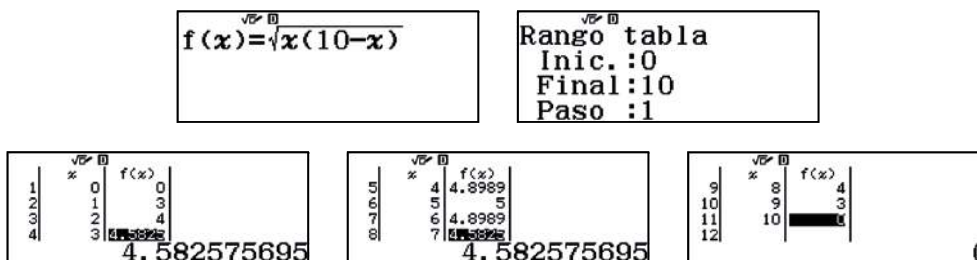 √▱ D
f(x)=√x(10−x)
√▱ D
Rango tabla
Inic.:0
Final:10
Paso :1
√▱ D
x f(x)
1 0 0
2 1 3
3 2 4
4 3 4.5825
4.582575695
√▱ D
x f(x)
5 4 4.8989
6 5 5
7 6 4.8989
8 7 4.5825
4.582575695
√▱ D
x f(x)
9 8 4
10 9 3
11 10 0
12